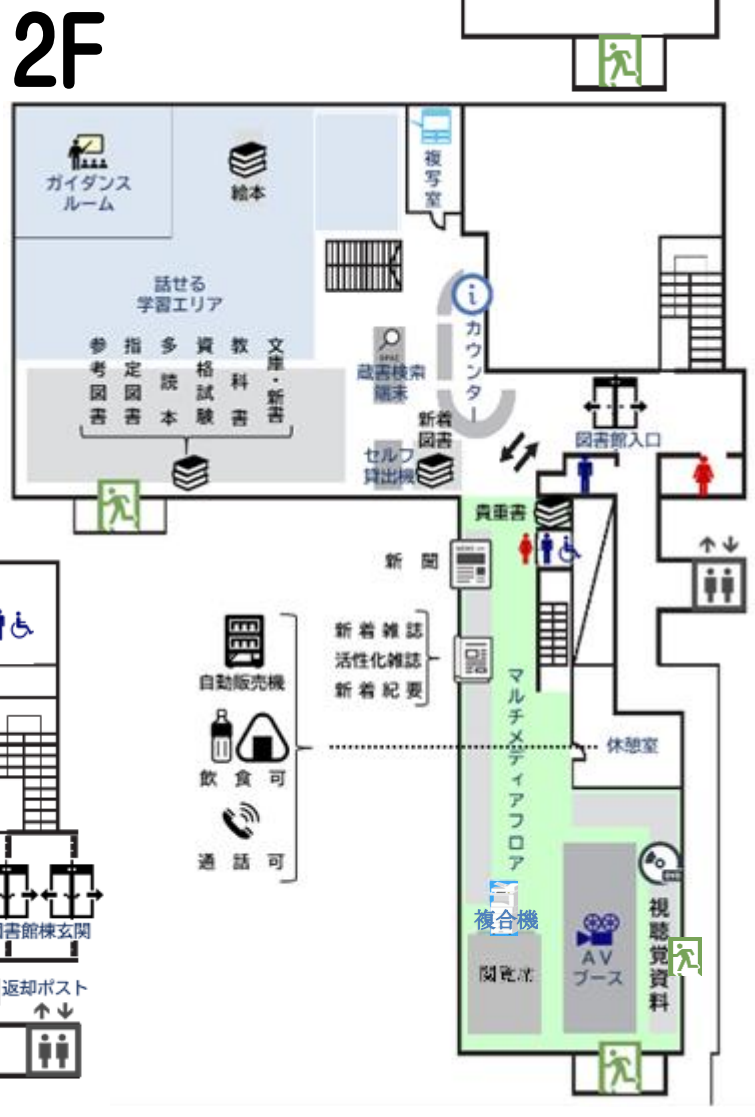 2F
ガイダンス
ルーム
絵本
複
写
室
話せる
学習エリア
参考図書
指定図書
多読本
資格試験
教科書
文庫・新書
カウンター
OPAC
蔵書検索
端末
新着
図書
セルフ
貸出機
図書館入口
貴重書
新聞
新着雑誌
活性化雑誌
新着紀要
自動販売機
飲食可
通話可
マルチメディアフロア
休憩室
複合機
閲覧席
AV
ブース
視聴覚資料
書館棟玄関
返却ポスト